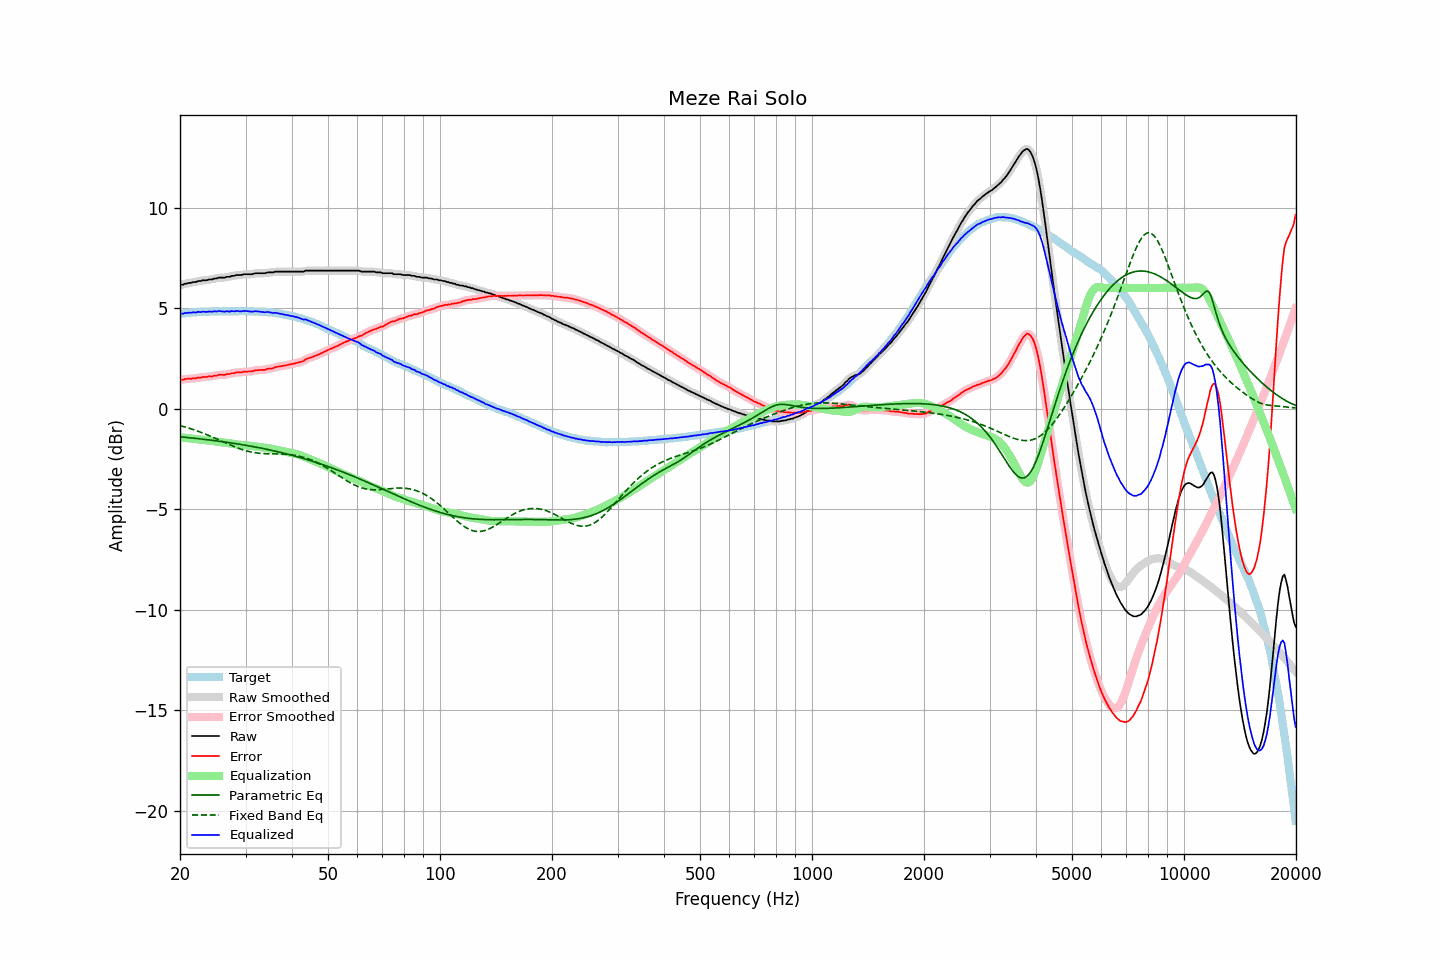 Meze Rai Solo
Amplitude (dBr)
10
5
0
−5
−10
−15
−20
Target
Raw Smoothed
Error Smoothed
Raw
Error
Equalization
Parametric Eq
Fixed Band Eq
Equalized
20 50 100 200 500 1000 2000 5000 10000 20000
Frequency (Hz)